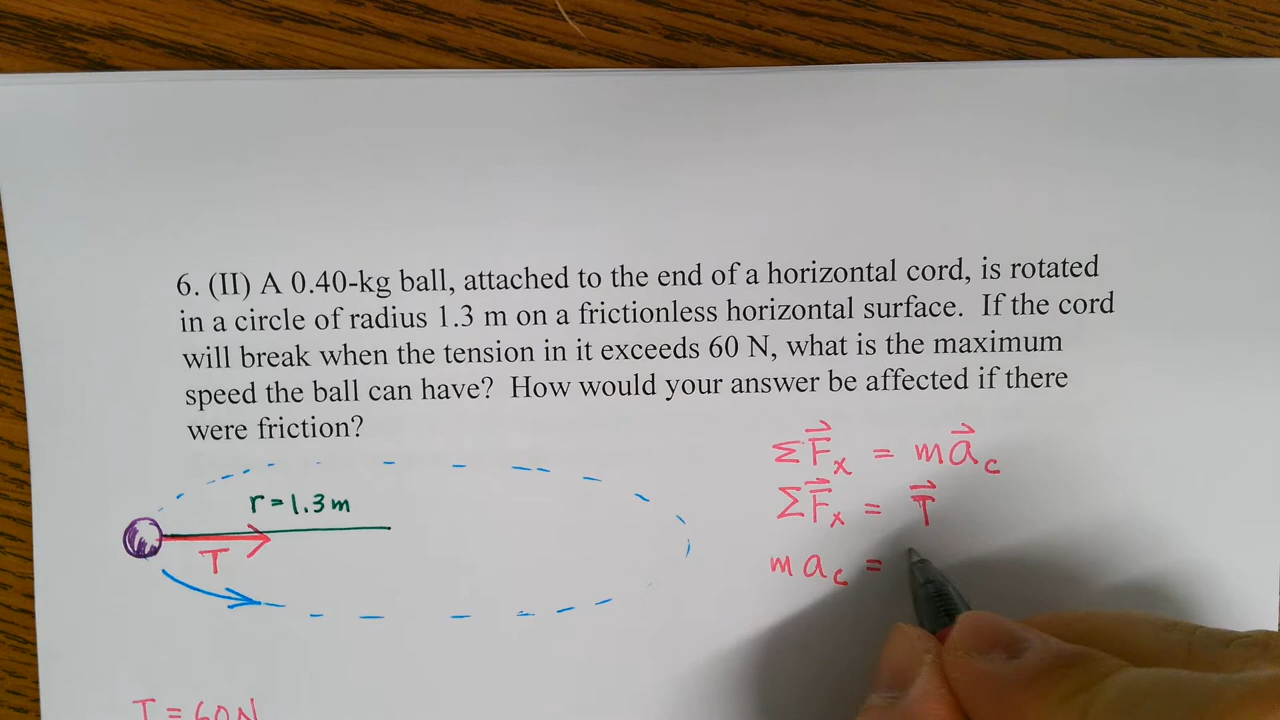 6. (II) A 0.40-kg ball, attached to the end of a horizontal cord, is rotated
in a circle of radius 1.3 m on a frictionless horizontal surface. If the cord
will break when the tension in it exceeds 60 N, what is the maximum
speed the ball can have? How would your answer be affected if there
were friction?
ΣF⃗x = ma⃗c
ΣF⃗x = T⃗
mac =
r = 1.3 m
T
T = 60N